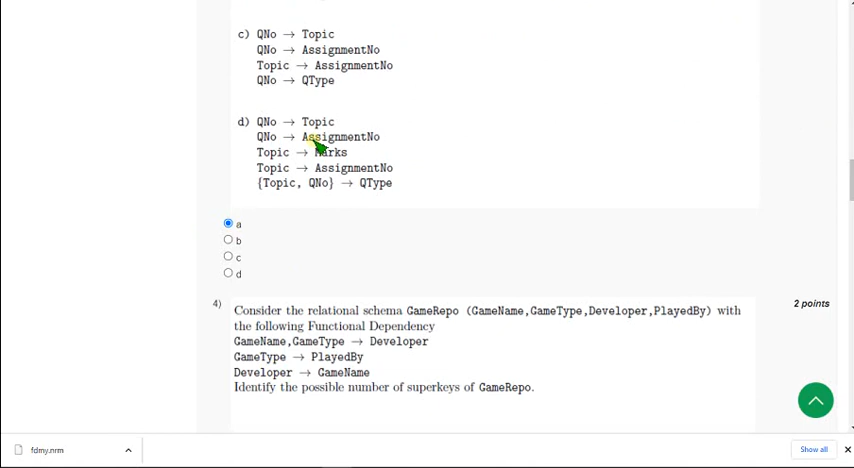 c) QNo → Topic
QNo → AssignmentNo
Topic → AssignmentNo
QNo → QType
d) QNo → Topic
QNo → AssignmentNo
Topic → Marks
Topic → AssignmentNo
{Topic, QNo} → QType
a
b
c
d
4)
2 points
Consider the relational schema GameRepo (GameName,GameType,Developer,PlayedBy) with
the following Functional Dependency
GameName,GameType → Developer
GameType → PlayedBy
Developer → GameName
Identify the possible number of superkeys of GameRepo.
fdmy.nrm
Show all